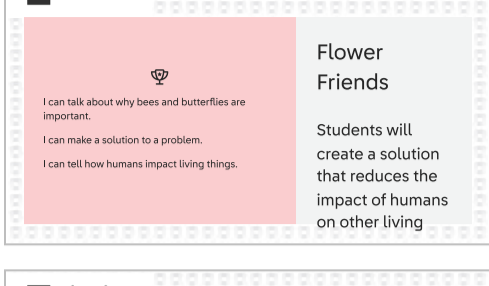 I can talk about why bees and butterflies are
important.
I can make a solution to a problem.
I can tell how humans impact living things.
Flower
Friends
Students will
create a solution
that reduces the
impact of humans
on other living